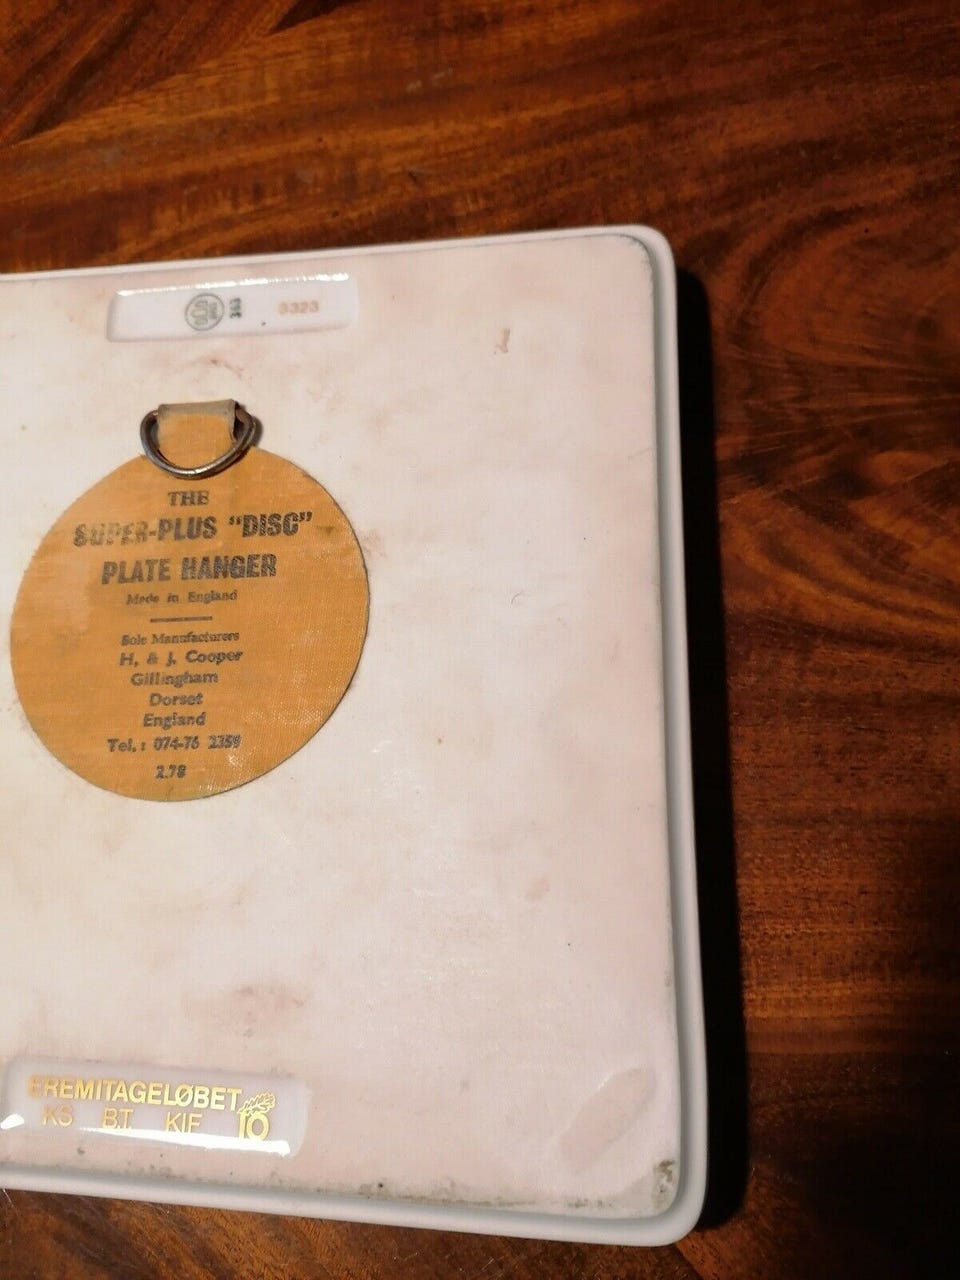 363 3323
THE
SUPER-PLUS "DISC"
PLATE HANGER
Made in England
Sole Manufacturers
H. & J. Cooper
Gillingham
Dorset
England
Tel.: 074-76 2359
2.78
EREMITAGELØBET
KS B.T. KIF 10